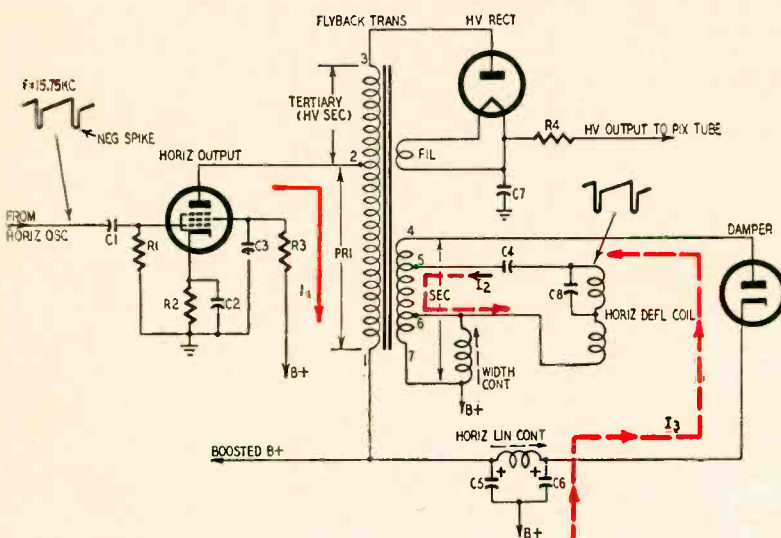 FLYBACK TRANS
HV RECT
F=15.75KC
NEG SPIKE
3
TERTIARY
(HV SEC)
R4
HV OUTPUT TO PIX TUBE
HORIZ OUTPUT
2
FIL
C7
FROM
HORIZ OSC
C1
R1
C3
R3
I1
PRI
4
DAMPER
5
C4
I2
SEC
C8
R2
C2
6
HORIZ DEFL COIL
B+
1
7
WIDTH
CONT
B+
I3
HORIZ LIN CONT
BOOSTED B+
C5
+
+
C6
B+